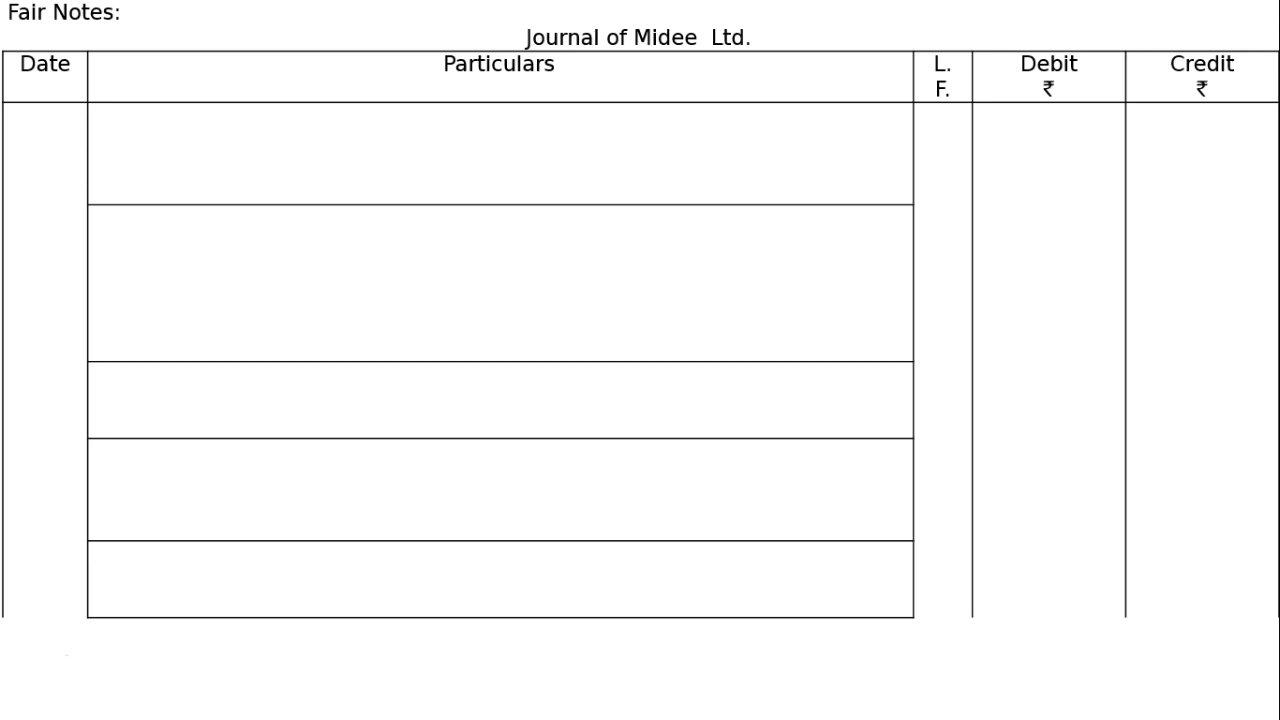 Fair Notes:
Journal of Midee  Ltd.
Date Particulars L. Debit Credit
F. ₹ ₹